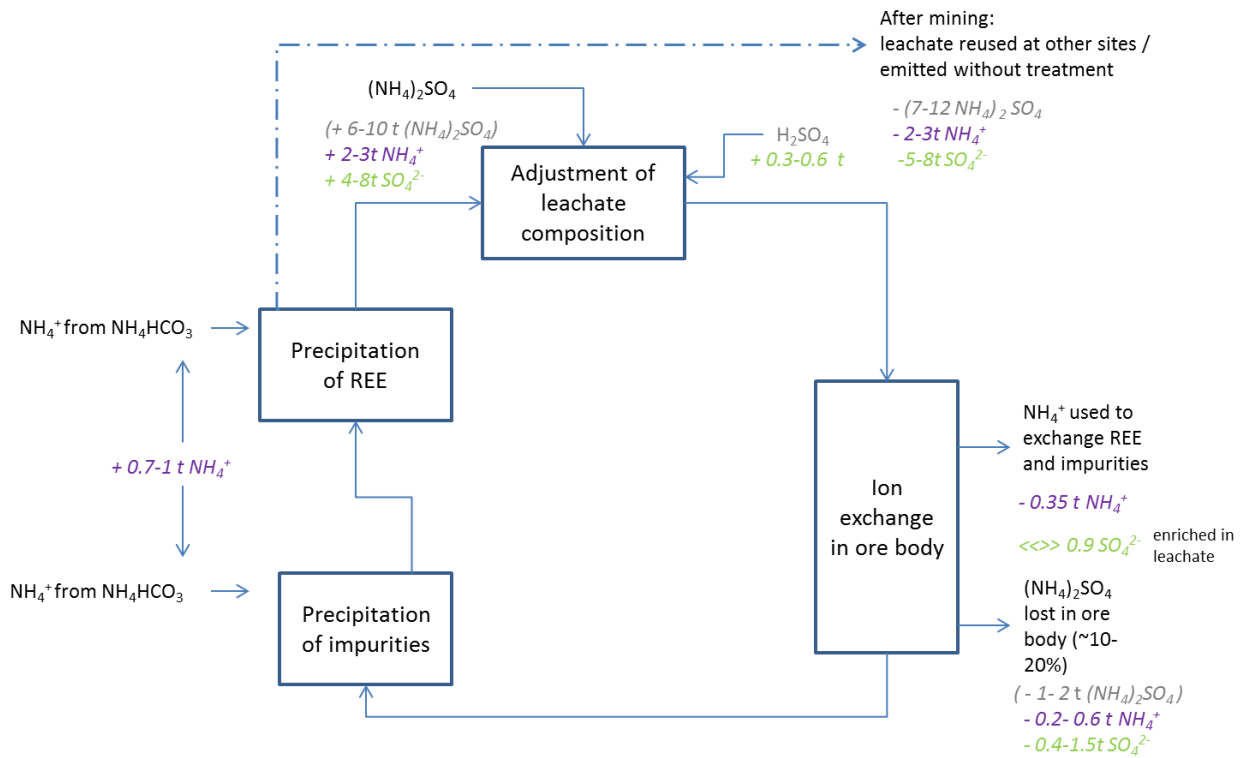 After mining:
leachate reused at other sites /
emitted without treatment
- (7-12 NH₄)₂ SO₄
- 2-3t NH₄⁺
-5-8t SO₄²⁻
(NH₄)₂SO₄
(+ 6-10 t (NH₄)₂SO₄)
+ 2-3t NH₄⁺
+ 4-8t SO₄²⁻
H₂SO₄
+ 0.3-0.6 t
Adjustment of
leachate
composition
NH₄⁺ from NH₄HCO₃
Precipitation
of REE
+ 0.7-1 t NH₄⁺
NH₄⁺ from NH₄HCO₃
Precipitation
of impurities
Ion
exchange
in ore body
NH₄⁺ used to
exchange REE
and impurities
- 0.35 t NH₄⁺
<<>> 0.9 SO₄²⁻ enriched in
leachate
(NH₄)₂SO₄
lost in ore
body (~10-
20%)
( - 1- 2 t (NH₄)₂SO₄ )
- 0.2- 0.6 t NH₄⁺
- 0.4-1.5t SO₄²⁻